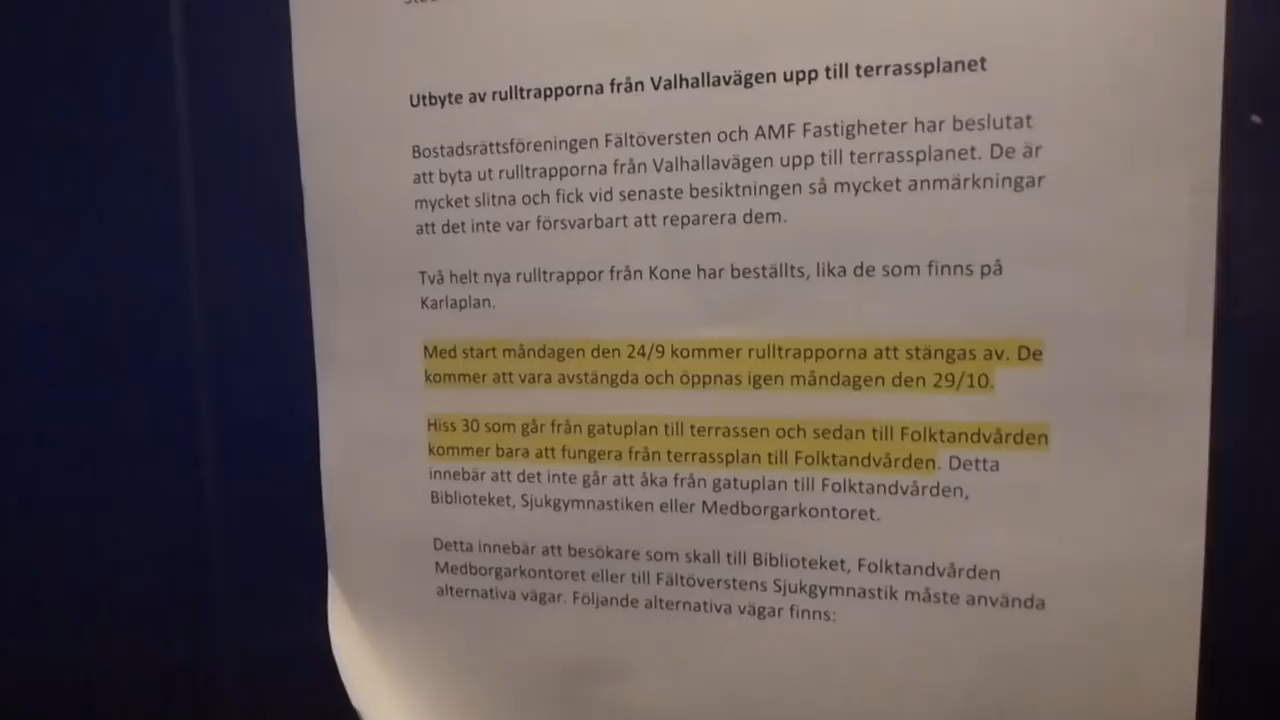 Utbyte av rulltrapporna från Valhallavägen upp till terrassplanet
Bostadsrättsföreningen Fältöversten och AMF Fastigheter har beslutat
att byta ut rulltrapporna från Valhallavägen upp till terrassplanet. De är
mycket slitna och fick vid senaste besiktningen så mycket anmärkningar
att det inte var försvarbart att reparera dem.
Två helt nya rulltrappor från Kone har beställts, lika de som finns på
Karlaplan.
Med start måndagen den 24/9 kommer rulltrapporna att stängas av. De
kommer att vara avstängda och öppnas igen måndagen den 29/10.
Hiss 30 som går från gatuplan till terrassen och sedan till Folktandvården
kommer bara att fungera från terrassplan till Folktandvården. Detta
innebär att det inte går att åka från gatuplan till Folktandvården,
Biblioteket, Sjukgymnastiken eller Medborgarkontoret.
Detta innebär att besökare som skall till Biblioteket, Folktandvården
Medborgarkontoret eller till Fältöverstens Sjukgymnastik måste använda
alternativa vägar. Följande alternativa vägar finns: